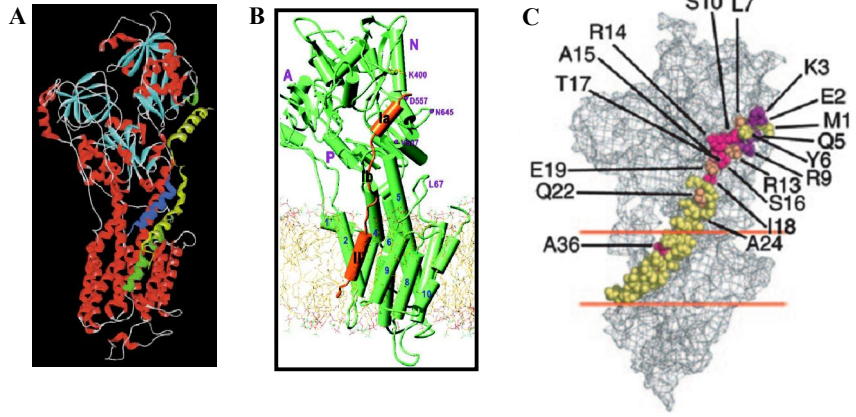 A
B
N
A
K400
D557
Ia
N645
P
Ib
L67
1
2
4
5
6
II
9
8
10
C
S10 L7
R14
A15
T17
K3
E2
M1
Q5
Y6
R9
R13
S16
I18
A24
E19
Q22
A36